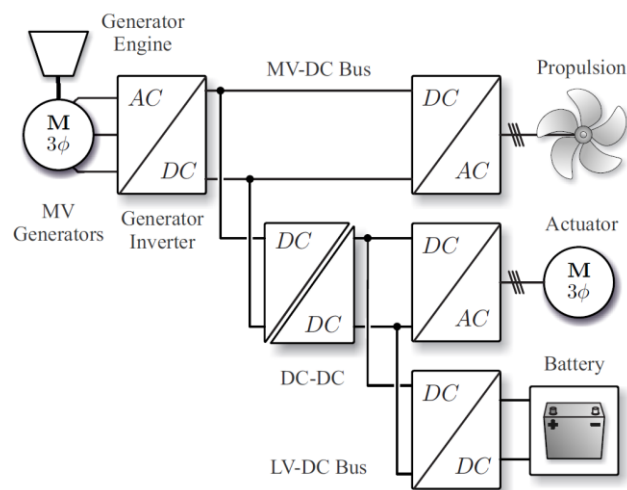 Generator
Engine
MV-DC Bus
Propulsion
AC
DC
DC
AC
M
3ϕ
MV
Generators
Generator
Inverter
Actuator
DC
DC
DC
AC
M
3ϕ
DC-DC
Battery
DC
DC
+ −
LV-DC Bus